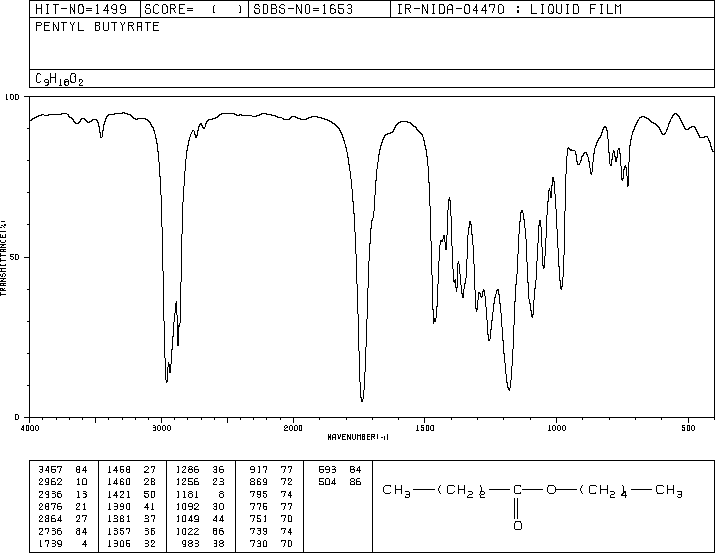 HIT-NO=1499 SCORE= ( ) SDBS-NO=1653 IR-NIDA-04470 : LIQUID FILM
PENTYL BUTYRATE
C9H18O2
100
50
0
TRANSMITTANCE(%)
4000 3000 2000 1500 1000 500
WAVENUMBER(-1)
3457 84 1468 27 1286 36 917 77 593 84
2962 10 1460 28 1256 23 869 72 504 86
2936 13 1421 50 1181 8 795 74
2876 21 1390 41 1092 30 776 77
2864 27 1381 37 1049 44 751 70
2736 84 1357 36 1022 66 739 74
1739 4 1305 32 983 38 730 70
CH3—(CH2)2—C—O—(CH2)4—CH3
O